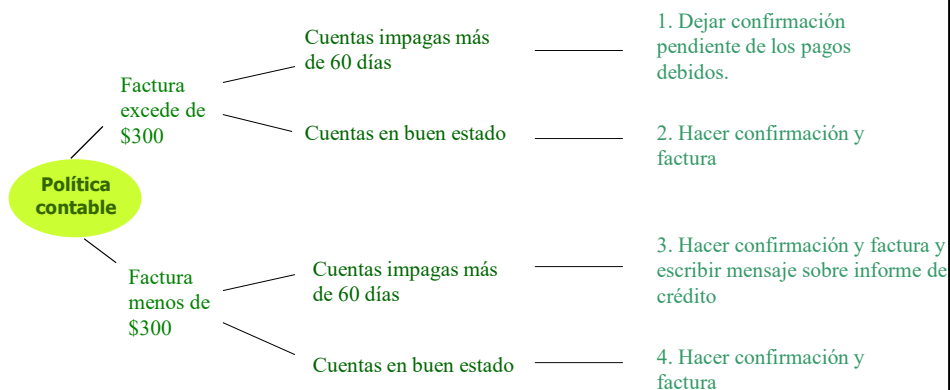 Política
contable
Factura
excede de
$300
Cuentas impagas más
de 60 días
1. Dejar confirmación
pendiente de los pagos
debidos.
Cuentas en buen estado
2. Hacer confirmación y
factura
Factura
menos de
$300
Cuentas impagas más
de 60 días
3. Hacer confirmación y factura y
escribir mensaje sobre informe de
crédito
Cuentas en buen estado
4. Hacer confirmación y
factura